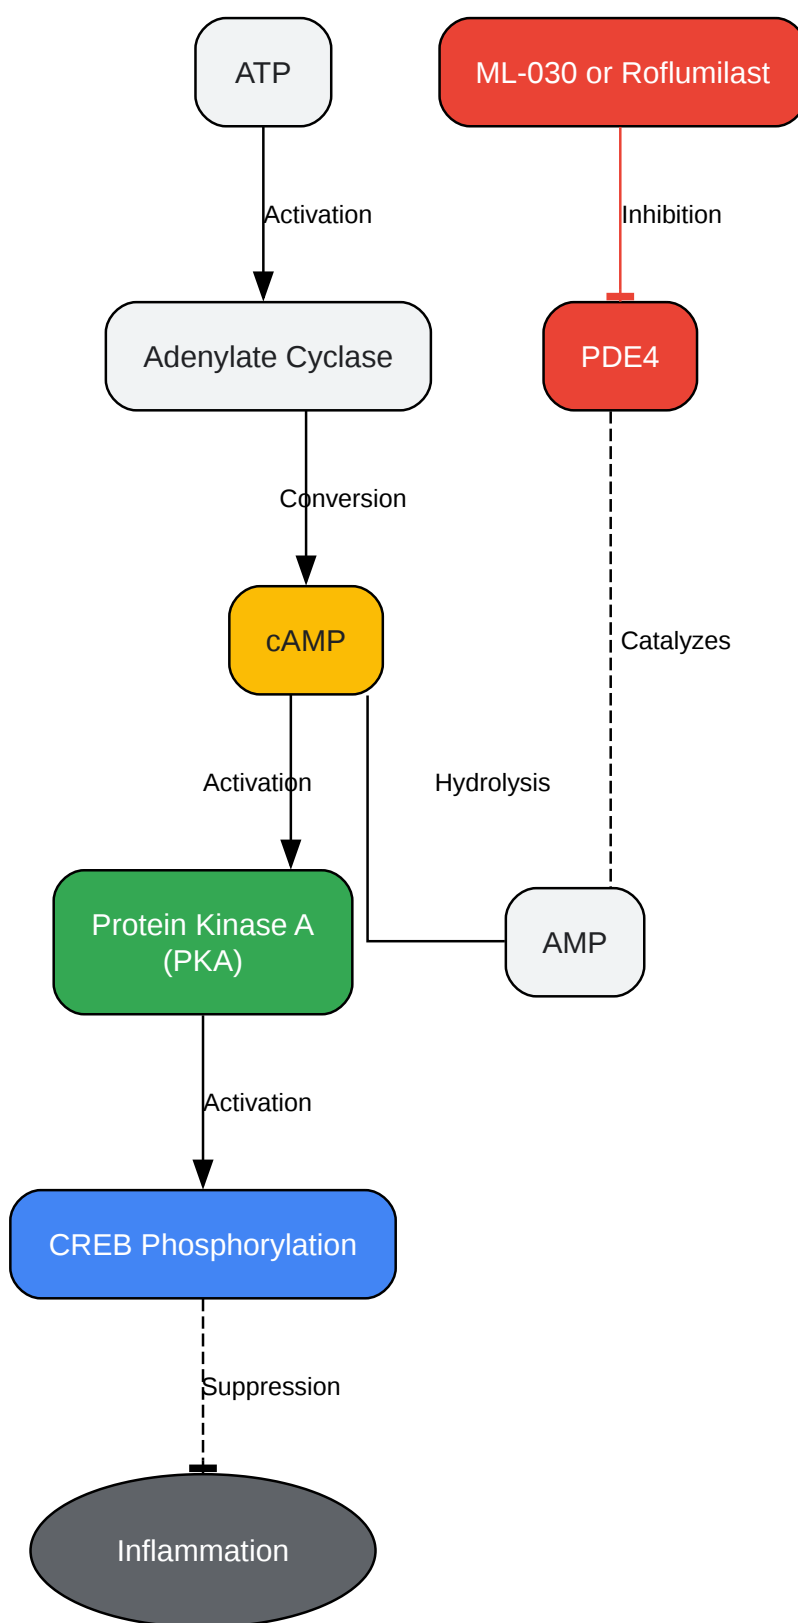 ATP
ML-030 or Roflumilast
Activation
Inhibition
Adenylate Cyclase
PDE4
Conversion
cAMP
Catalyzes
Activation
Hydrolysis
Protein Kinase A
(PKA)
AMP
Activation
CREB Phosphorylation
Suppression
Inflammation